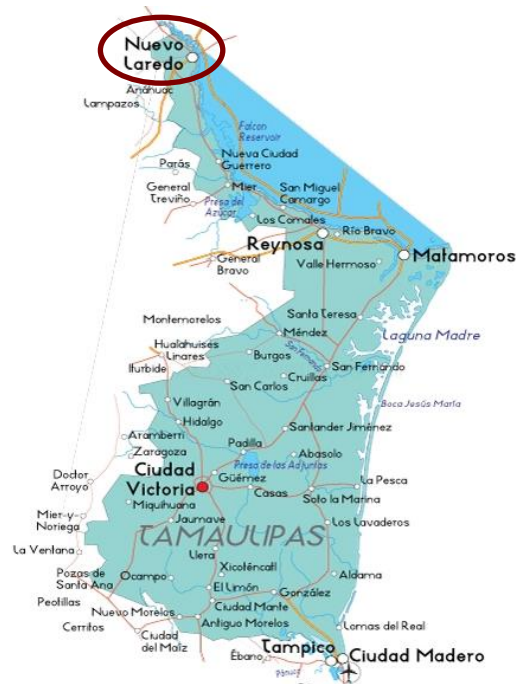 Nuevo
Laredo
Anáhuac
Lampazos
Falcon
Reservoir
Nueva Ciudad
Guerrero
Parás
General
Treviño
Mier
San Miguel
Camargo
Presa del
Azúcar
Los Comales
Reynosa
Río Bravo
Matamoros
General
Bravo
Valle Hermoso
Santa Teresa
Montemorelos
Méndez
Laguna Madre
Hualahuises
Linares
Iturbide
Burgos
San Fernando
San Fernando
San Carlos
Cruillas
Villagrán
Boca Jesús María
Hidalgo
Santander Jiménez
Aramberri
Zaragoza
Padilla
Abasolo
Ciudad
Victoria
Presa de las Adjuntas
Güémez
Casas
Soto la Marina
La Pesca
Doctor
Arroyo
Miquihuana
Mier-y-
Noriega
Jaumave
Los Lavaderos
TAMAULIPAS
La Ventana
Llera
Xicoténcatl
Pozas de
Santa Ana
Ocampo
El Limón
Aldama
González
Peotillas
Nuevo Morelos
Ciudad Mante
Cerritos
Antiguo Morelos
Lomas del Real
Ciudad
del Maíz
Ébano
Tampico
Ciudad Madero
Pánuco